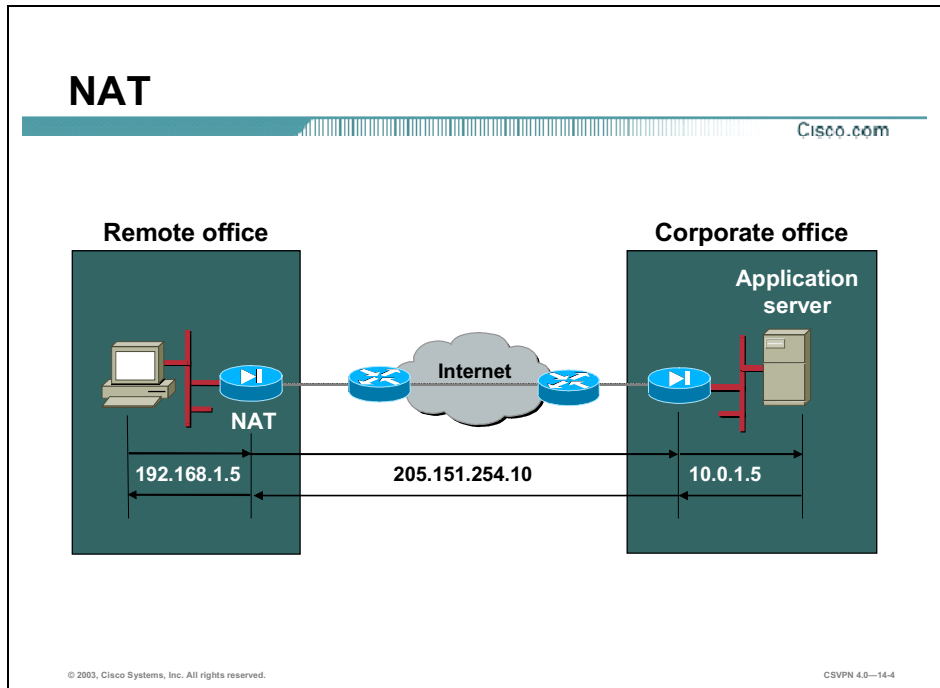 NAT
Cisco.com
Remote office
Corporate office
Application
server
Internet
NAT
192.168.1.5
205.151.254.10
10.0.1.5
© 2003, Cisco Systems, Inc. All rights reserved.
CSVPN 4.0—14-4